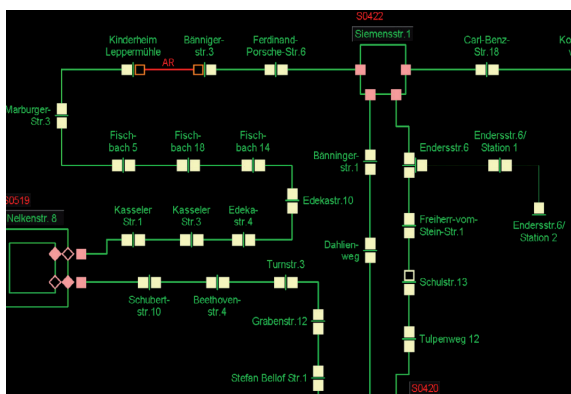 S0422
Siemensstr.1
Kinderheim
Leppermühle
Bänniger-
str.3
Ferdinand-
Porsche-Str.6
Carl-Benz-
Str.18
AR
Marburger-
Str.3
Fisch-
bach 5
Fisch-
bach 18
Fisch-
bach 14
Bänninger-
str.1
Endersstr.6
Endersstr.6/
Station 1
Edekastr.10
S0519
Nelkenstr. 8
Kasseler
Str.1
Kasseler
Str.3
Edeka-
str.4
Freiherr-vom-
Stein-Str.1
Endersstr.6/
Station 2
Dahlien-
weg
Turnstr.3
Schubert-
str.10
Beethoven-
str.4
Schulstr.13
Grabenstr.12
Tulpenweg 12
Stefan Bellof Str.1
S0420